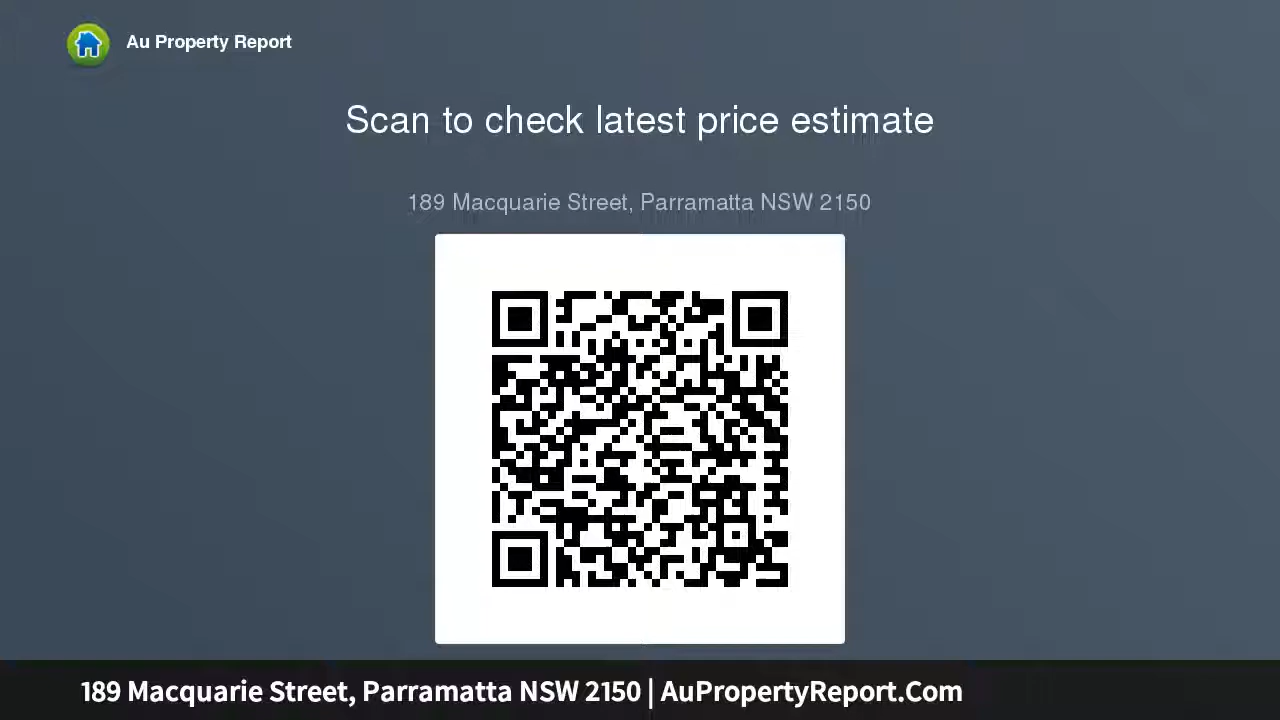 Au Property Report
Scan to check latest price estimate
189 Macquarie Street, Parramatta NSW 2150
189 Macquarie Street, Parramatta NSW 2150 | AuPropertyReport.Com